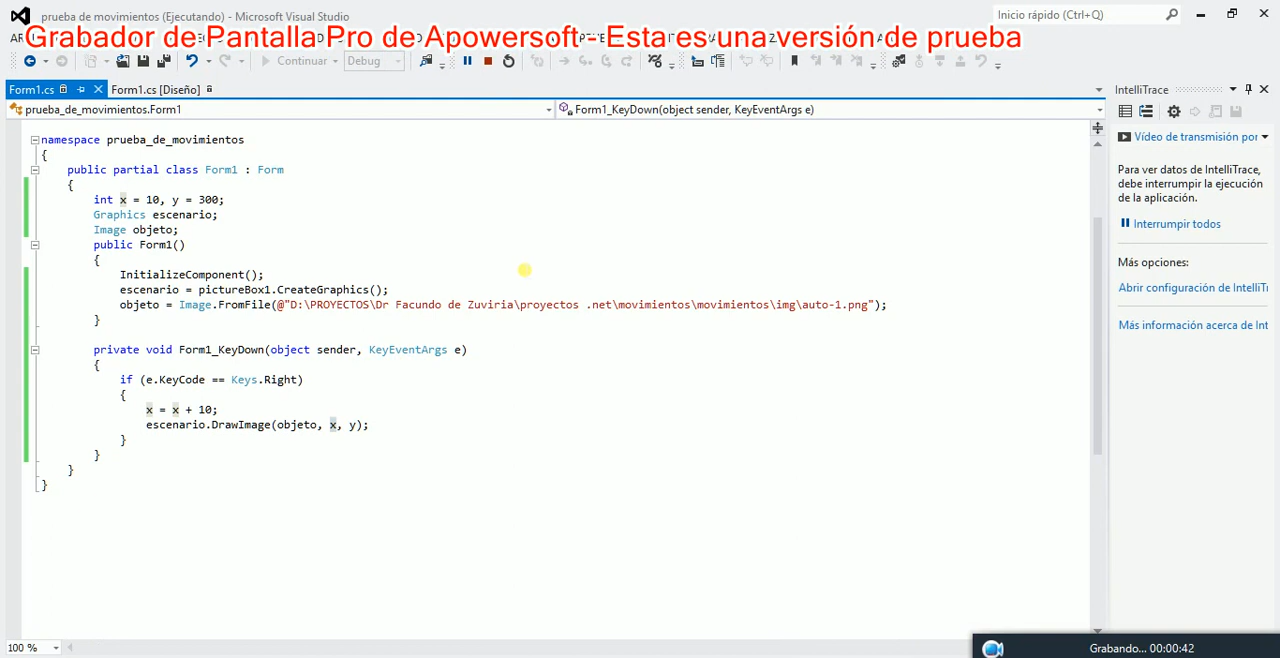 prueba de movimientos (Ejecutando) - Microsoft Visual Studio
Inicio rápido (Ctrl+Q)
Grabador de Pantalla Pro de Apowersoft - Esta es una versión de prueba
Continuar
Debug
Form1.cs
Form1.cs [Diseño]
prueba_de_movimientos.Form1
Form1_KeyDown(object sender, KeyEventArgs e)
namespace prueba_de_movimientos
{
public partial class Form1 : Form
{
int x = 10, y = 300;
Graphics escenario;
Image objeto;
public Form1()
{
InitializeComponent();
escenario = pictureBox1.CreateGraphics();
objeto = Image.FromFile(@"D:\PROYECTOS\Dr Facundo de Zuviria\proyectos .net\movimientos\movimientos\img\auto-1.png");
}
private void Form1_KeyDown(object sender, KeyEventArgs e)
{
if (e.KeyCode == Keys.Right)
{
x = x + 10;
escenario.DrawImage(objeto, x, y);
}
}
}
}
100 %
IntelliTrace
Vídeo de transmisión por
Para ver datos de IntelliTrace,
debe interrumpir la ejecución
de la aplicación.
Interrumpir todos
Más opciones:
Abrir configuración de IntelliTr
Más información acerca de Int
Grabando... 00:00:42